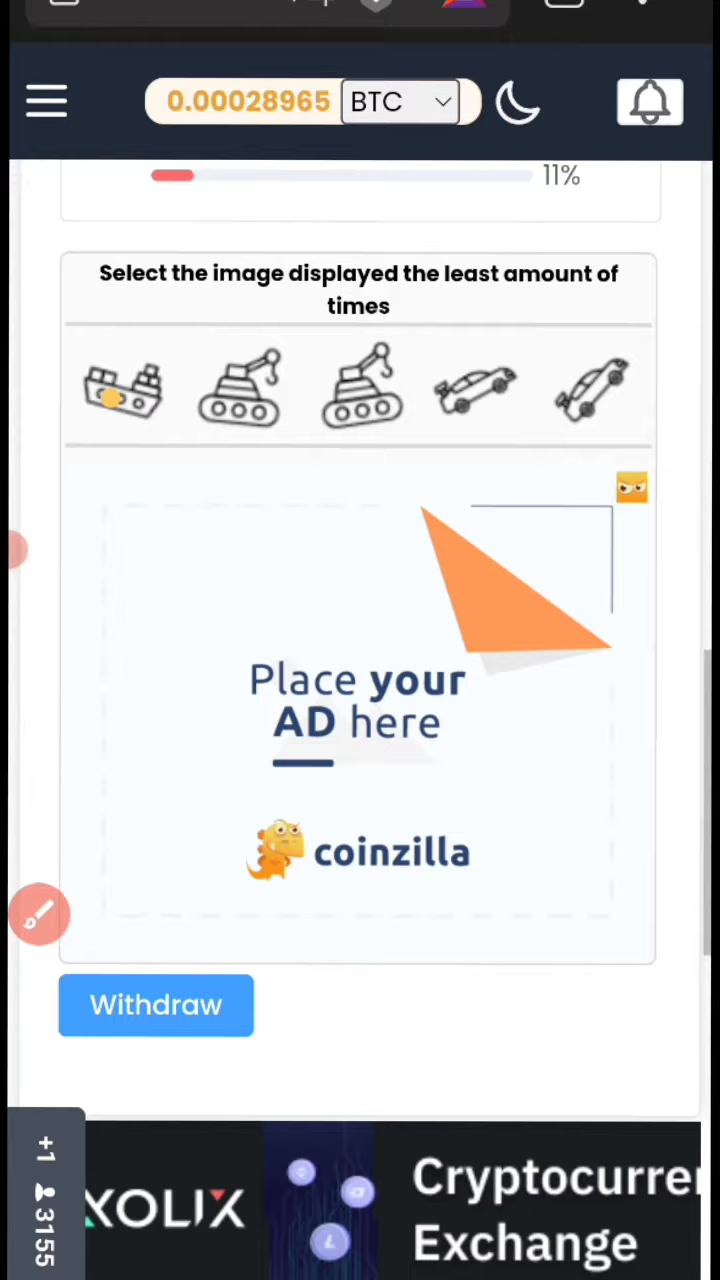 0.00028965 BTC
11%
Select the image displayed the least amount of
times
Place your
AD here
coinzilla
Withdraw
+1 3155
XOLIX
Cryptocurre
Exchange